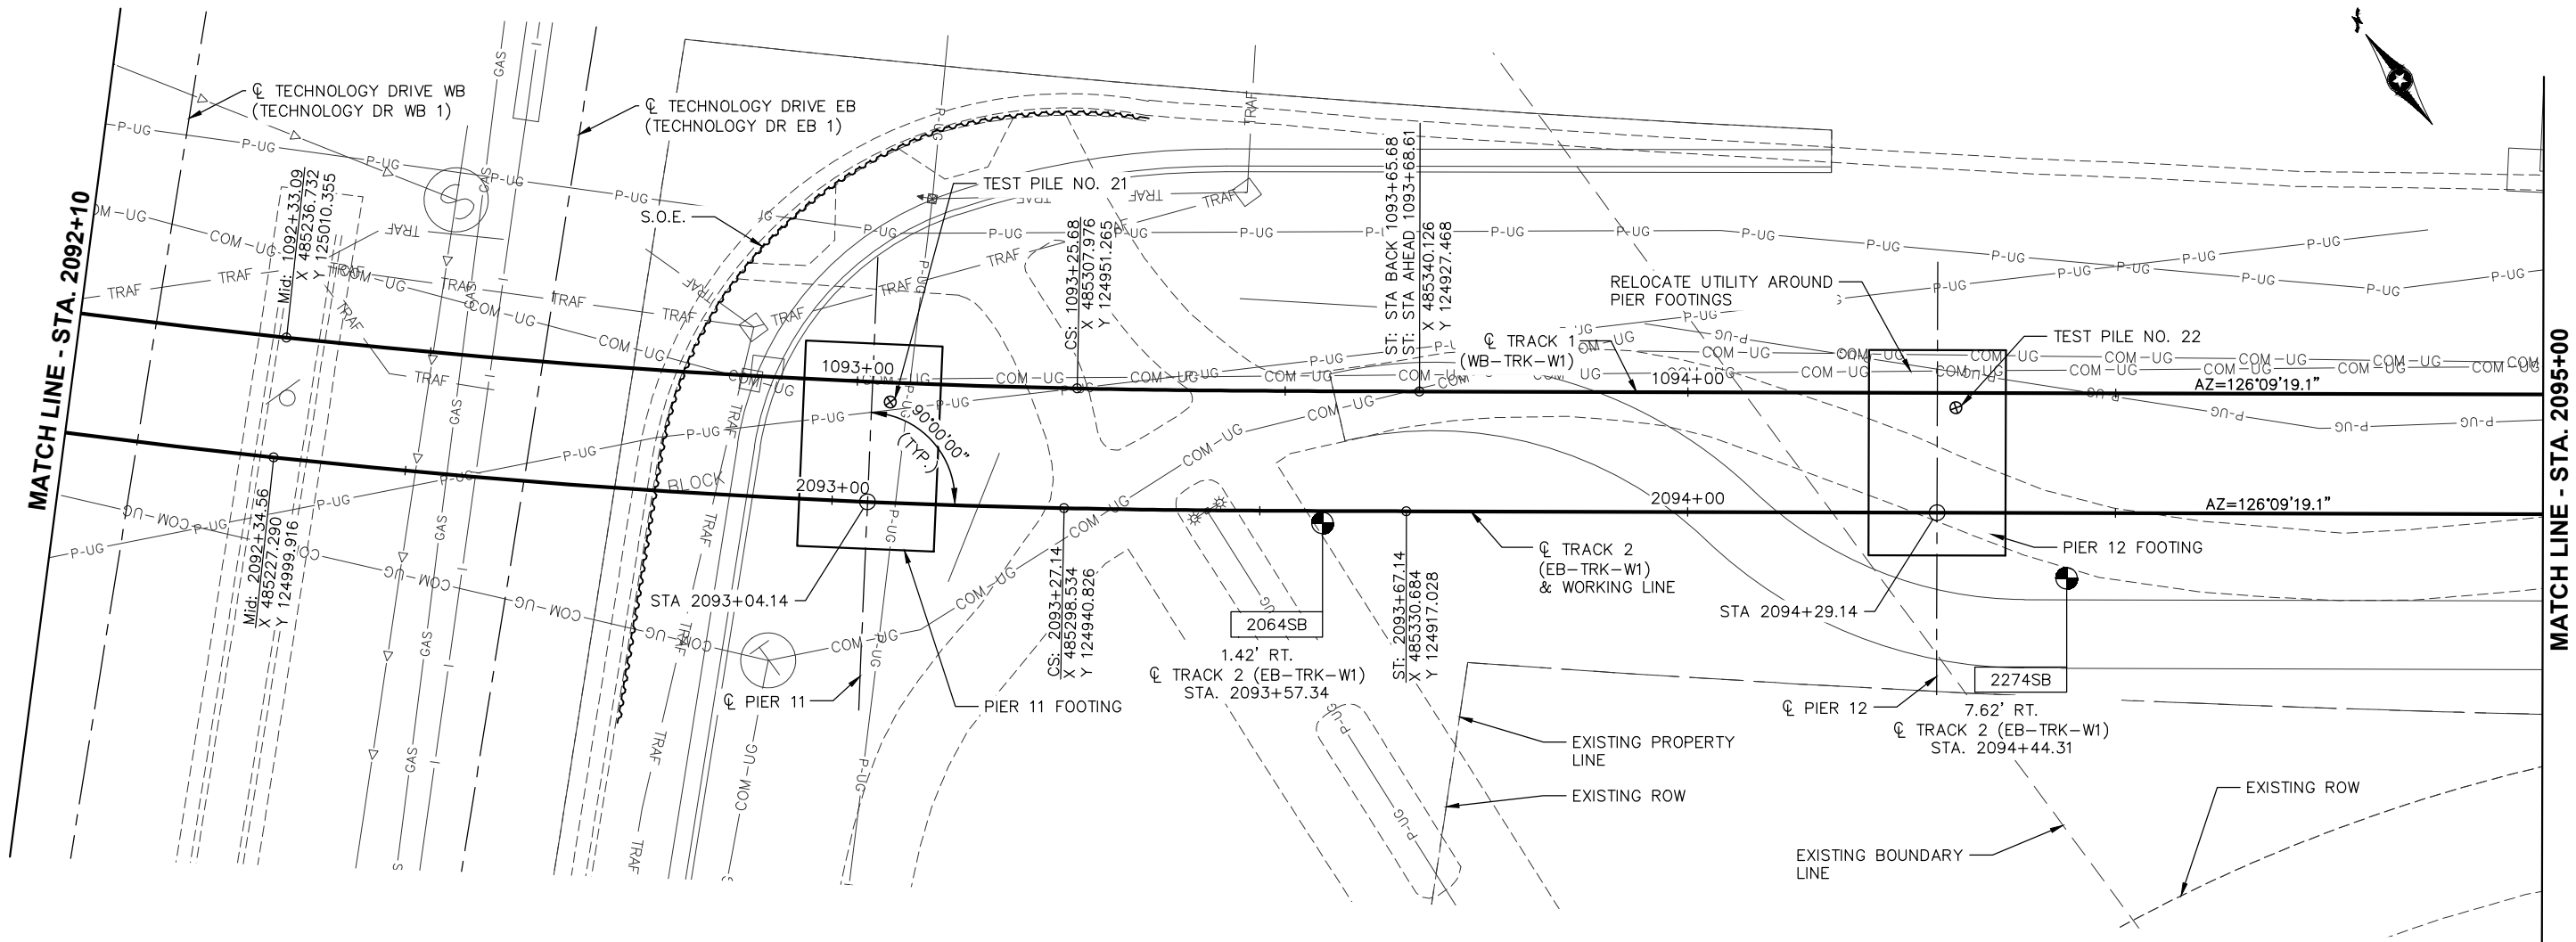 MATCH LINE - STA. 2092+10
℄ TECHNOLOGY DRIVE WB
(TECHNOLOGY DR WB 1)
℄ TECHNOLOGY DRIVE EB
(TECHNOLOGY DR EB 1)
S.O.E.
TEST PILE NO. 21
Mid: 1092+33.09
X 485236.732
Y 125010.355
CS: 1093+25.68
X 485307.976
Y 124951.265
ST: STA BACK 1093+65.68
ST: STA AHEAD 1093+68.61
X 485340.126
Y 124927.468
RELOCATE UTILITY AROUND
PIER FOOTINGS
TEST PILE NO. 22
℄ TRACK 1
(WB-TRK-W1)
1093+00
1094+00
AZ=126°09'19.1"
90°00'00"
(TYP.)
BLOCK
2093+00
2094+00
AZ=126°09'19.1"
Mid: 2092+34.56
X 485227.290
Y 124999.916
STA 2093+04.14
CS: 2093+27.14
X 485298.534
Y 124940.826
2064SB
1.42' RT.
℄ TRACK 2 (EB-TRK-W1)
STA. 2093+57.34
ST: 2093+67.14
X 485330.684
Y 124917.028
℄ TRACK 2
(EB-TRK-W1)
& WORKING LINE
PIER 12 FOOTING
STA 2094+29.14
2274SB
7.62' RT.
℄ TRACK 2 (EB-TRK-W1)
STA. 2094+44.31
℄ PIER 11
PIER 11 FOOTING
℄ PIER 12
EXISTING PROPERTY
LINE
EXISTING ROW
EXISTING BOUNDARY
LINE
EXISTING ROW
MATCH LINE - STA. 2095+00
P-UG
COM-UG
TRAF
GAS